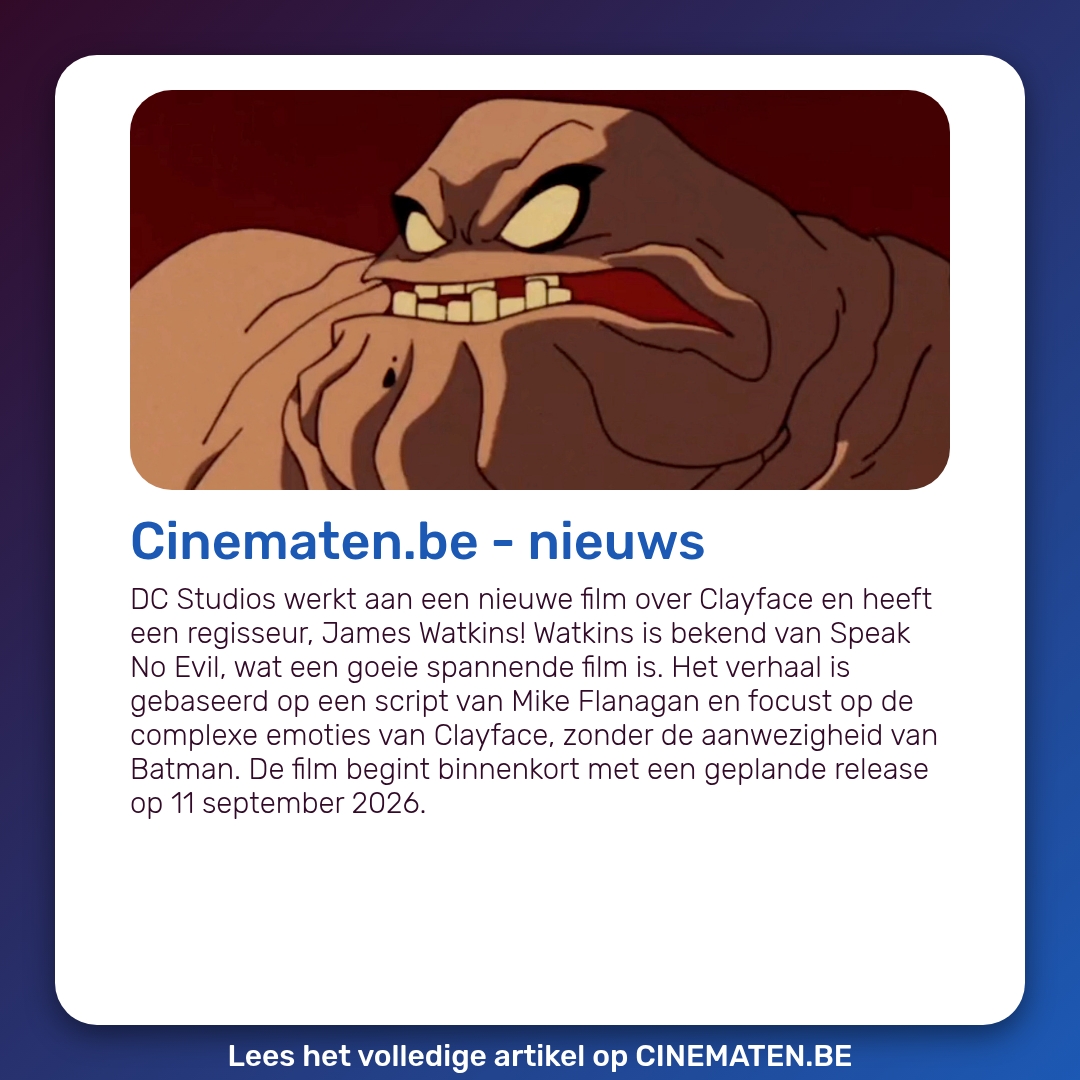 Cinematen.be - nieuws
DC Studios werkt aan een nieuwe film over Clayface en heeft
een regisseur, James Watkins! Watkins is bekend van Speak
No Evil, wat een goeie spannende film is. Het verhaal is
gebaseerd op een script van Mike Flanagan en focust op de
complexe emoties van Clayface, zonder de aanwezigheid van
Batman. De film begint binnenkort met een geplande release
op 11 september 2026.
Lees het volledige artikel op CINEMATEN.BE